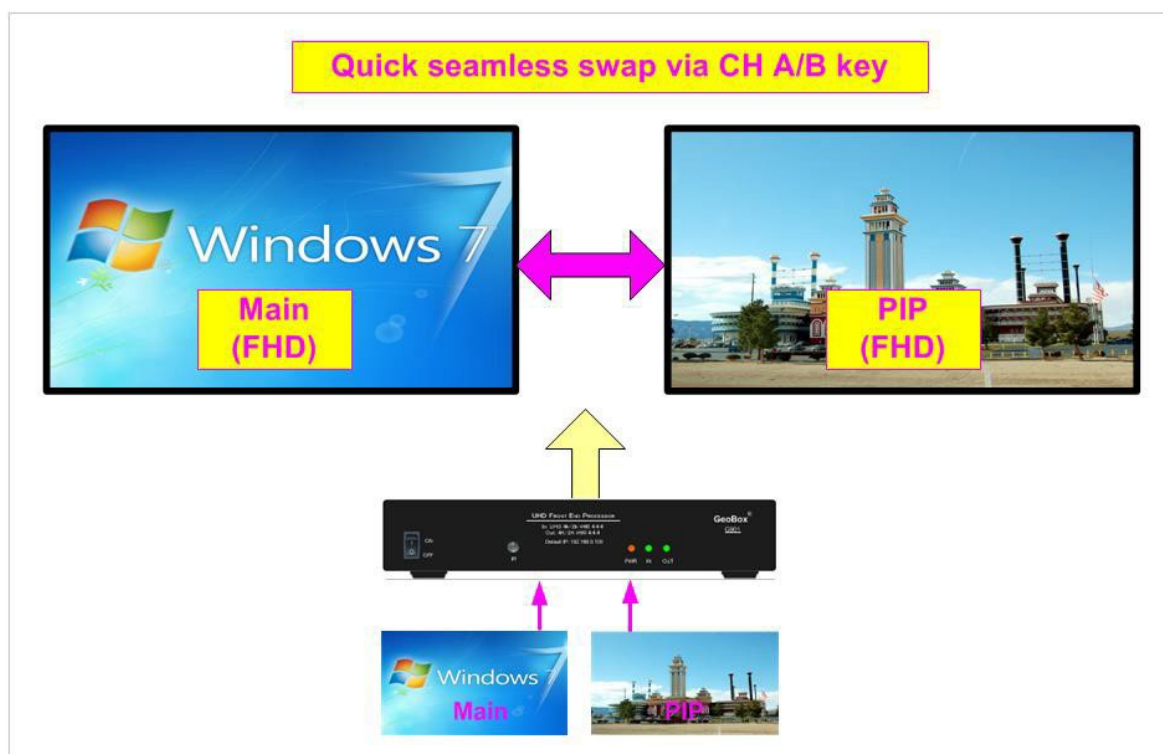 Quick seamless swap via CH A/B key
Windows 7
Main
(FHD)
PIP
(FHD)
UHD FRONT END PROCESSOR
GeoBox®
ON
OFF
PWR IN OUT
Windows 7
Main
PIP